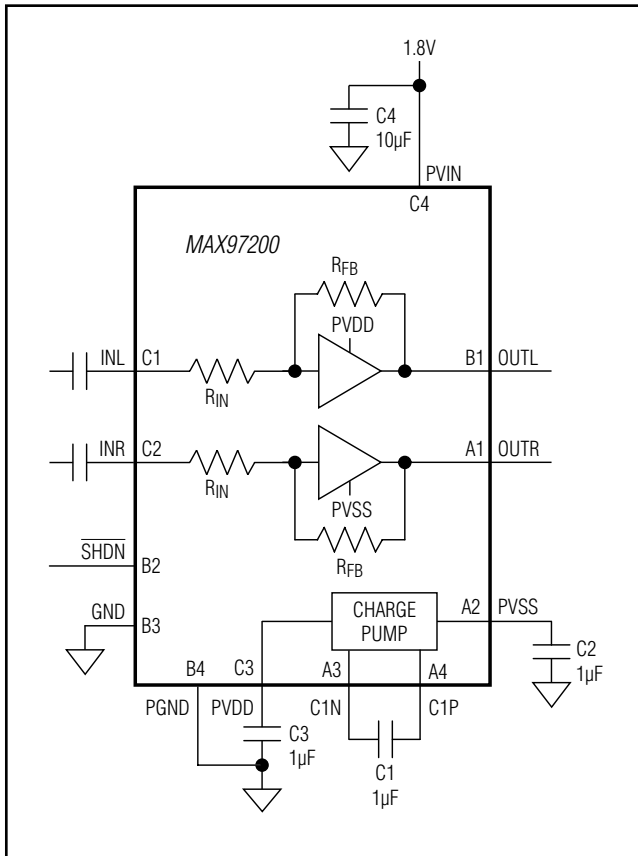 1.8V
C4
10µF
PVIN
C4
MAX97200
RFB
PVDD
INL
C1
RIN
B1
OUTL
INR
C2
RIN
A1
OUTR
PVSS
RFB
SHDN
B2
GND
B3
CHARGE
PUMP
A2
PVSS
C2
1µF
B4
C3
A3
A4
PGND
PVDD
C1N
C1P
C3
1µF
C1
1µF